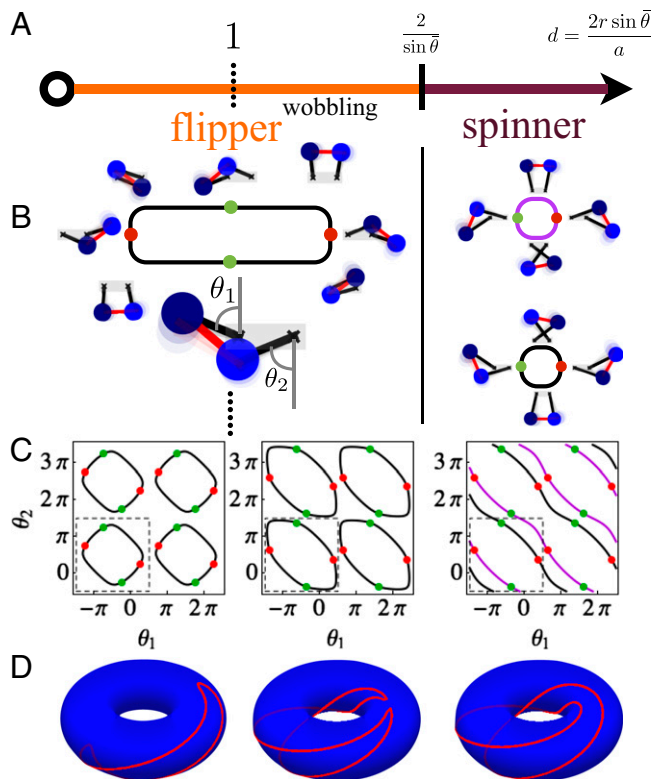 A
1
2/sin θ̄
d = 2r sin θ̄/a
wobbling
flipper
spinner
B
θ₁
θ₂
C
3π
2π
π
0
θ₂
-π 0 π 2π
θ₁
3π
2π
π
0
-π 0 π 2π
θ₁
3π
2π
π
0
-π 0 π 2π
θ₁
D